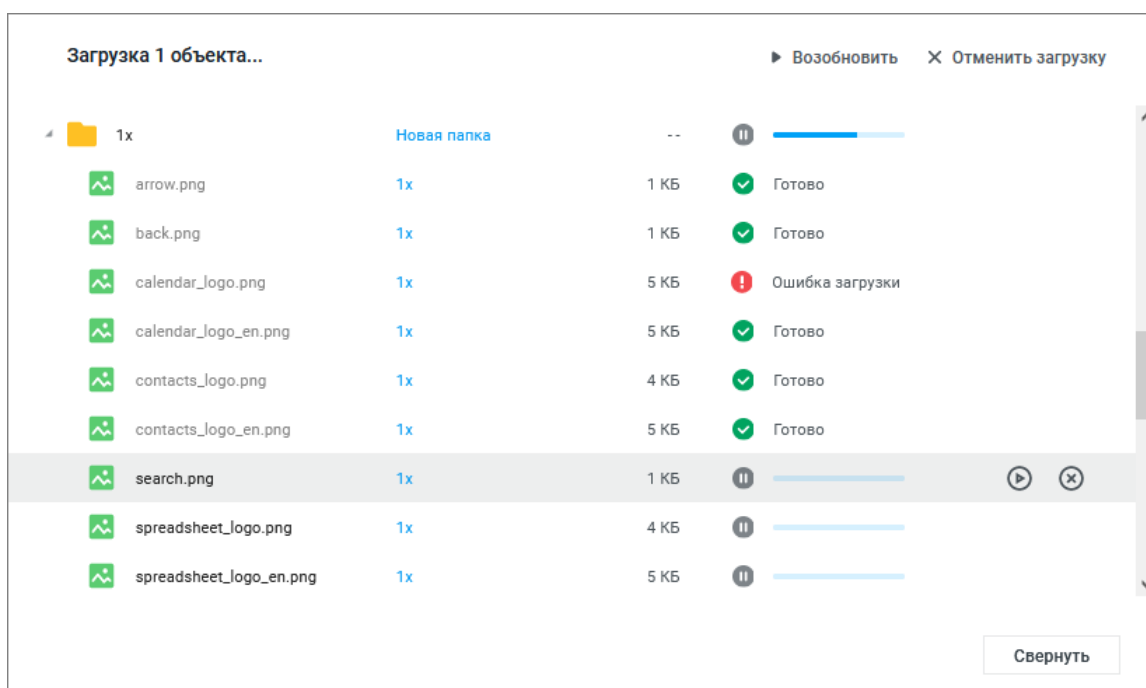 Загрузка 1 объекта...
Возобновить
Отменить загрузку
1x Новая папка --
arrow.png 1x 1 КБ Готово
back.png 1x 1 КБ Готово
calendar_logo.png 1x 5 КБ Ошибка загрузки
calendar_logo_en.png 1x 5 КБ Готово
contacts_logo.png 1x 4 КБ Готово
contacts_logo_en.png 1x 5 КБ Готово
search.png 1x 1 КБ
spreadsheet_logo.png 1x 4 КБ
spreadsheet_logo_en.png 1x 5 КБ
Свернуть